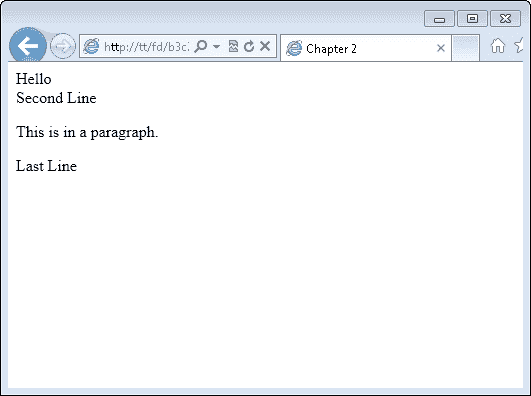 http://tt/fd/b3c
Chapter 2
Hello
Second Line
This is in a paragraph.
Last Line